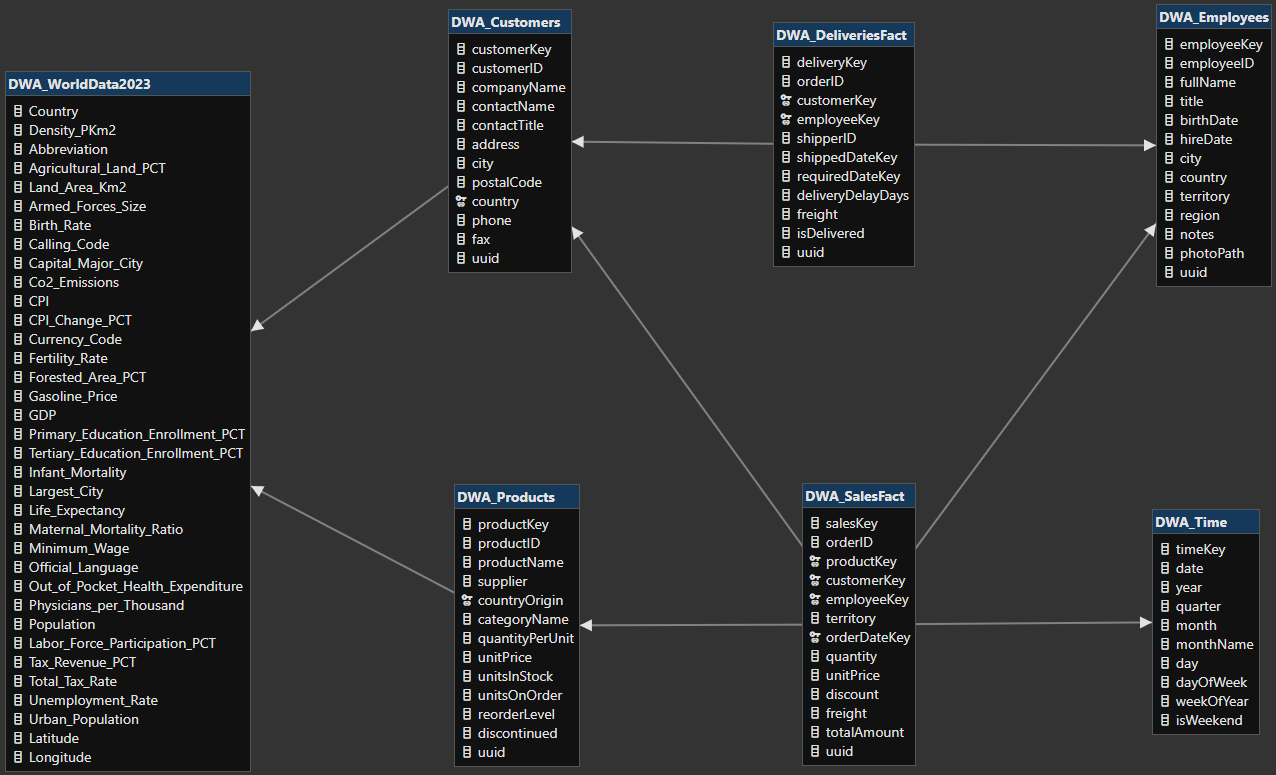 DWA_WorldData2023
Country
Density_PKm2
Abbreviation
Agricultural_Land_PCT
Land_Area_Km2
Armed_Forces_Size
Birth_Rate
Calling_Code
Capital_Major_City
Co2_Emissions
CPI
CPI_Change_PCT
Currency_Code
Fertility_Rate
Forested_Area_PCT
Gasoline_Price
GDP
Primary_Education_Enrollment_PCT
Tertiary_Education_Enrollment_PCT
Infant_Mortality
Largest_City
Life_Expectancy
Maternal_Mortality_Ratio
Minimum_Wage
Official_Language
Out_of_Pocket_Health_Expenditure
Physicians_per_Thousand
Population
Labor_Force_Participation_PCT
Tax_Revenue_PCT
Total_Tax_Rate
Unemployment_Rate
Urban_Population
Latitude
Longitude
DWA_Customers
customerKey
customerID
companyName
contactName
contactTitle
address
city
postalCode
country
phone
fax
uuid
DWA_Products
productKey
productID
productName
supplier
countryOrigin
categoryName
quantityPerUnit
unitPrice
unitsInStock
unitsOnOrder
reorderLevel
discontinued
uuid
DWA_DeliveriesFact
deliveryKey
orderID
customerKey
employeeKey
shipperID
shippedDateKey
requiredDateKey
deliveryDelayDays
freight
isDelivered
uuid
DWA_SalesFact
salesKey
orderID
productKey
customerKey
employeeKey
territory
orderDateKey
quantity
unitPrice
discount
freight
totalAmount
uuid
DWA_Employees
employeeKey
employeeID
fullName
title
birthDate
hireDate
city
country
territory
region
notes
photoPath
uuid
DWA_Time
timeKey
date
year
quarter
month
monthName
day
dayOfWeek
weekOfYear
isWeekend